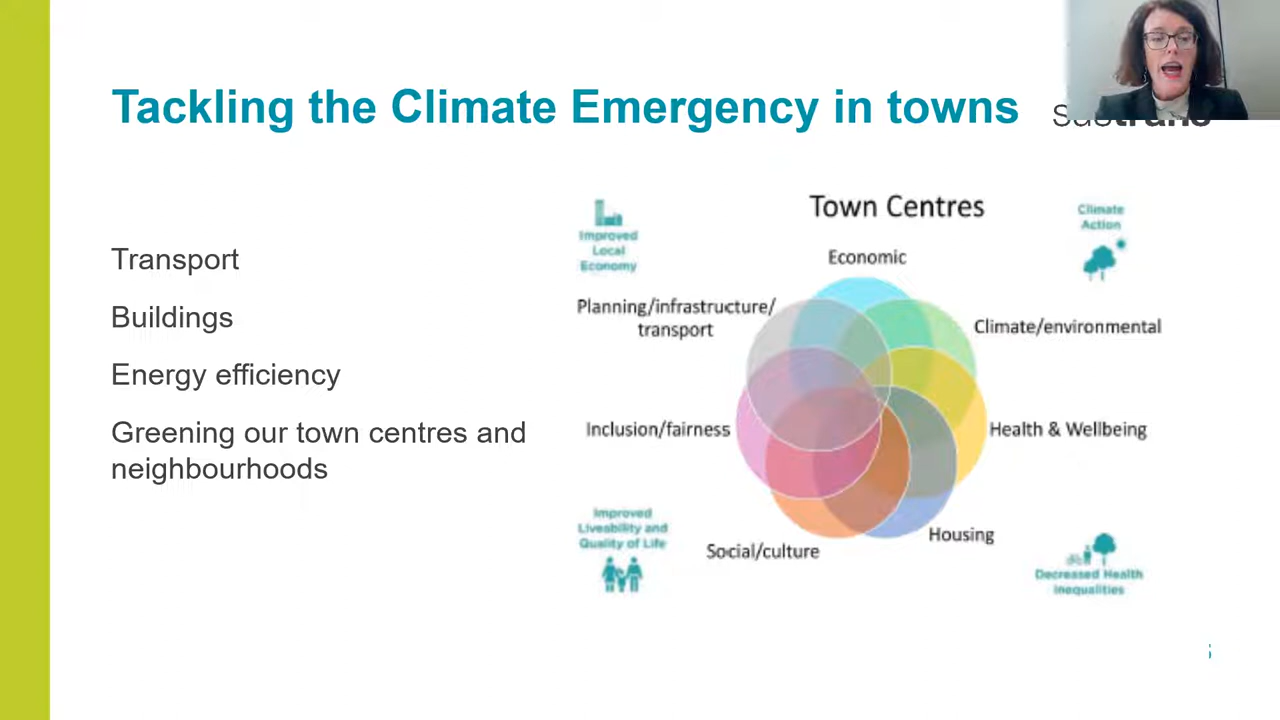 Tackling the Climate Emergency in towns
Transport
Buildings
Energy efficiency
Greening our town centres and
neighbourhoods
Town Centres
Improved
Local
Economy
Climate
Action
Economic
Planning/infrastructure/
transport
Climate/environmental
Inclusion/fairness
Health & Wellbeing
Improved
Liveability and
Quality of Life
Social/culture
Housing
Decreased Health
Inequalities